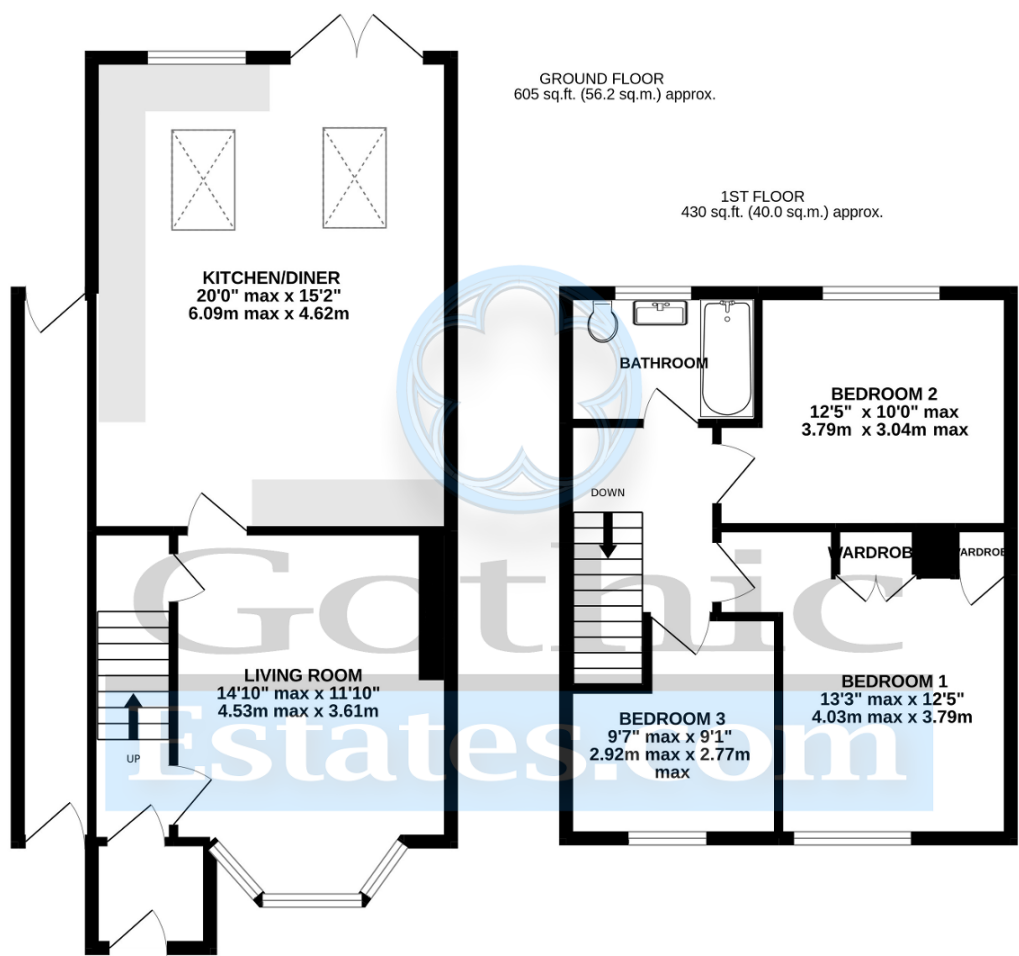 GROUND FLOOR
605 sq.ft. (56.2 sq.m.) approx.
1ST FLOOR
430 sq.ft. (40.0 sq.m.) approx.
KITCHEN/DINER
20'0" max x 15'2"
6.09m max x 4.62m
BATHROOM
BEDROOM 2
12'5" x 10'0" max
3.79m x 3.04m max
DOWN
WARDROB
ARDROB
Gothic
LIVING ROOM
14'10" max x 11'10"
4.53m max x 3.61m
BEDROOM 1
13'3" max x 12'5"
4.03m max x 3.79m
BEDROOM 3
9'7" max x 9'1"
2.92m max x 2.77m
max
Estates.com
UP